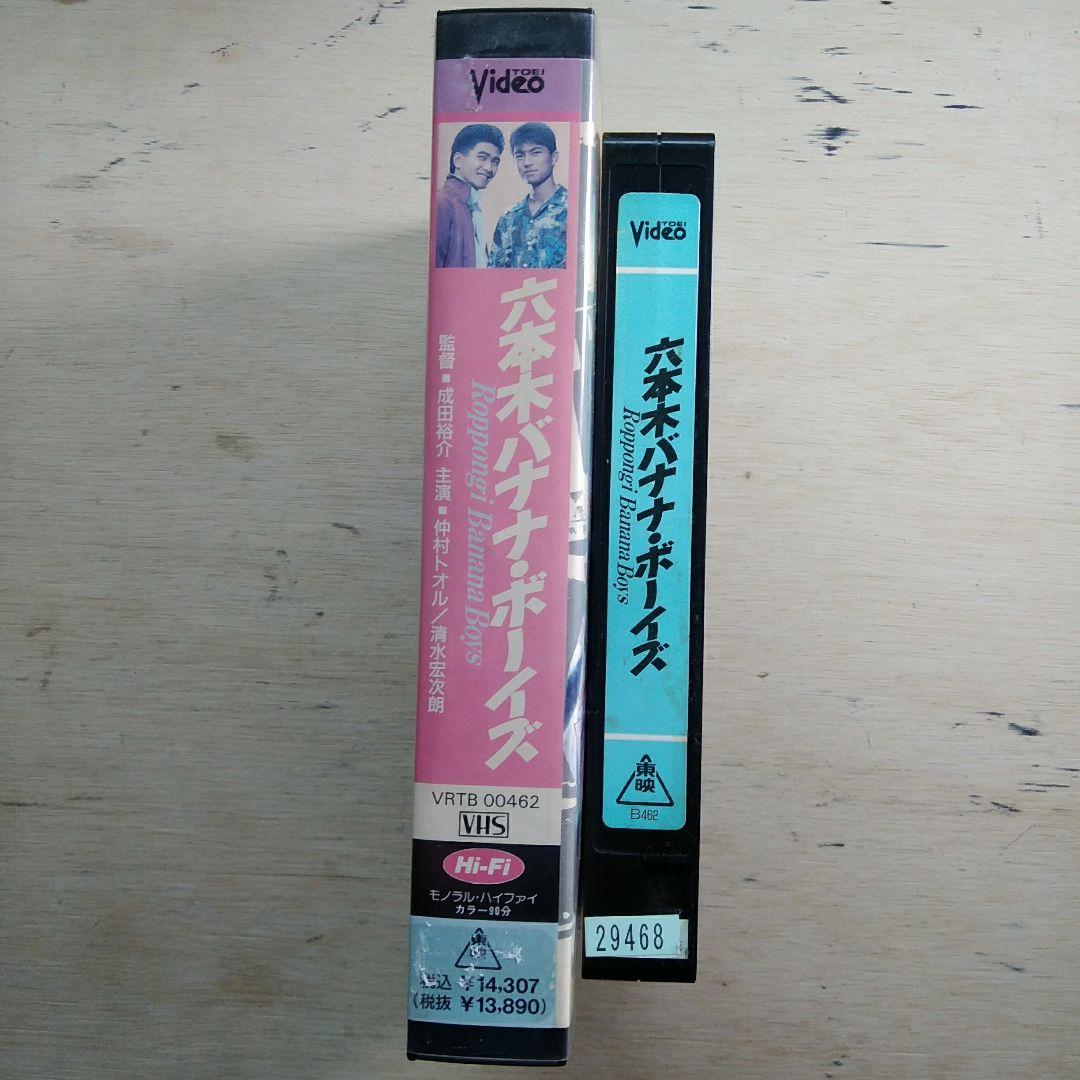 TOEI
Video
六本木バナナ・ボーイズ
Roppongi Banana Boys
監督■成田裕介 主演■仲村トオル/清水宏次朗
VRTB 00462
VHS
Hi-Fi
モノラル・ハイファイ
カラー90分
東映
税込 ¥14,307
(税抜 ¥13,890)
TOEI
Video
六本木バナナ・ボーイズ
Roppongi Banana Boys
東映
B462
29468